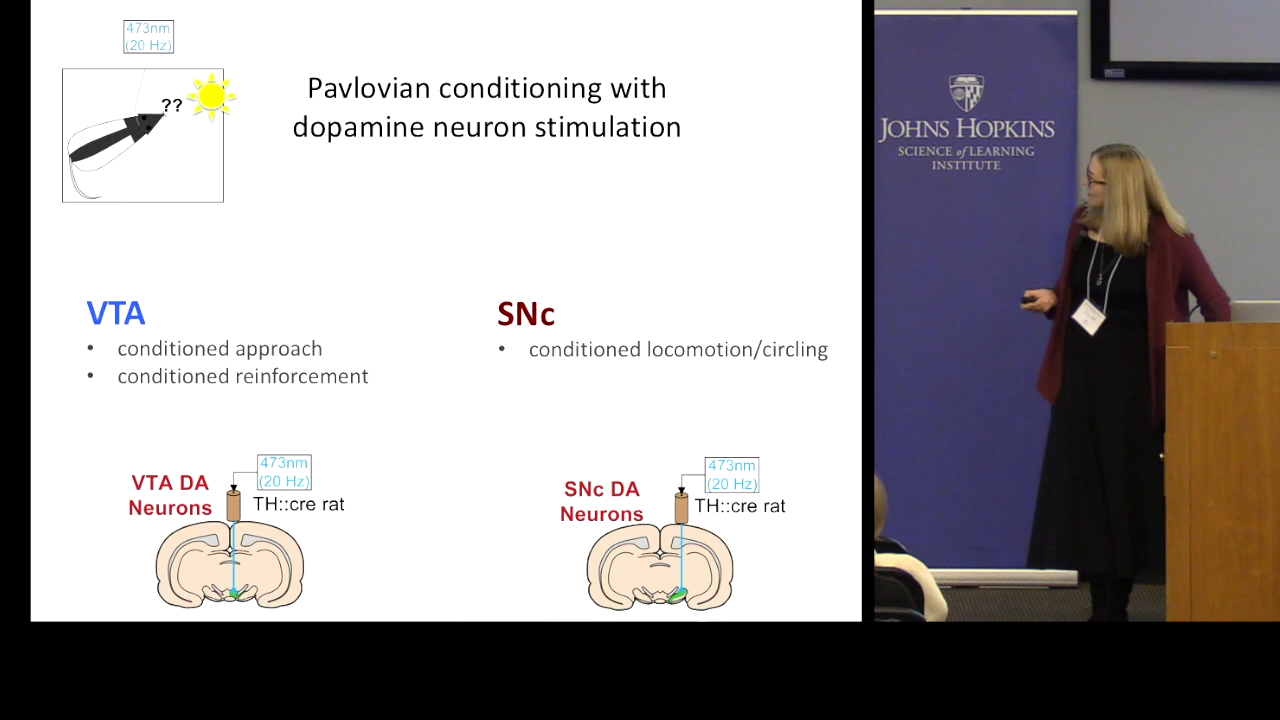 473nm
(20 Hz)
??
Pavlovian conditioning with
dopamine neuron stimulation
VTA
• conditioned approach
• conditioned reinforcement
SNc
• conditioned locomotion/circling
473nm
(20 Hz)
VTA DA
Neurons
TH::cre rat
473nm
(20 Hz)
SNc DA
Neurons
TH::cre rat
JOHNS HOPKINS
SCIENCE of LEARNING
INSTITUTE